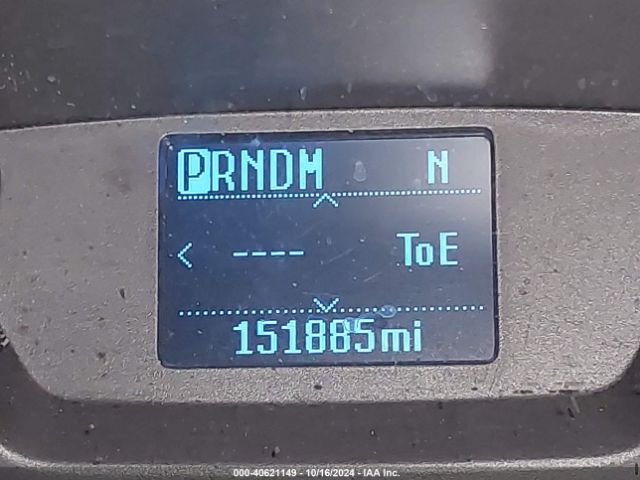 PRNDM N
---- ToE
151885mi
000-40621149 - 10/16/2024 - IAA Inc.